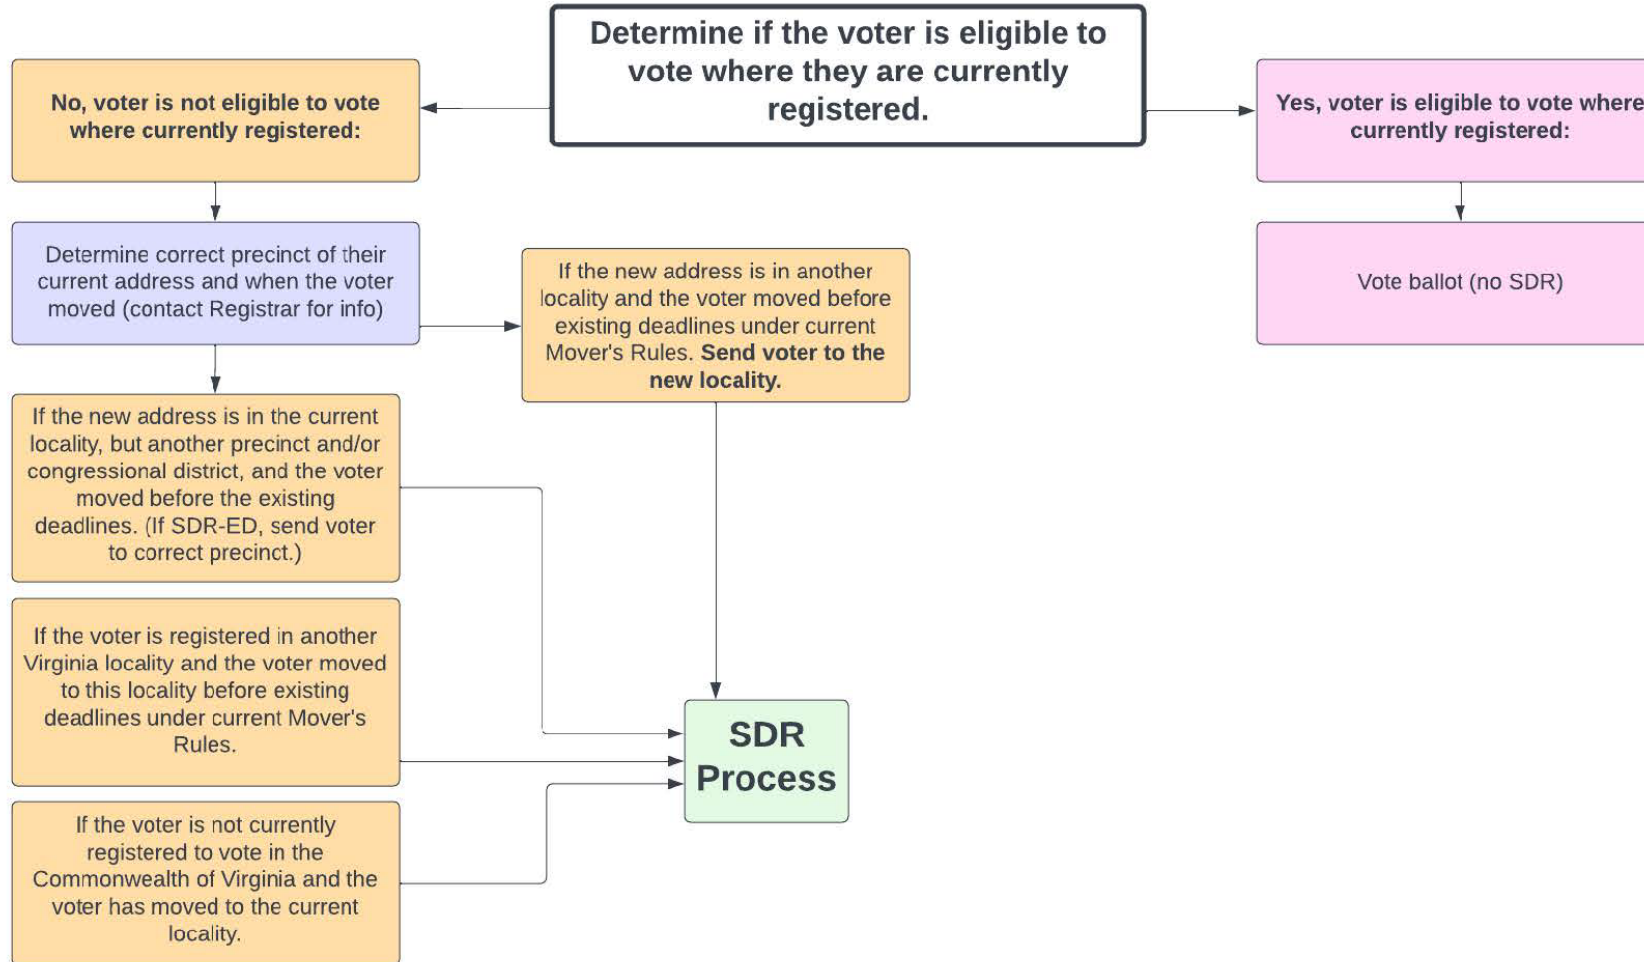 Determine if the voter is eligible to
vote where they are currently
registered.
No, voter is not eligible to vote
where currently registered:
Yes, voter is eligible to vote where
currently registered:
Determine correct precinct of their
current address and when the voter
moved (contact Registrar for info)
If the new address is in another
locality and the voter moved before
existing deadlines under current
Mover's Rules. Send voter to the
new locality.
Vote ballot (no SDR)
If the new address is in the current
locality, but another precinct and/or
congressional district, and the voter
moved before the existing
deadlines. (If SDR-ED, send voter
to correct precinct.)
If the voter is registered in another
Virginia locality and the voter moved
to this locality before existing
deadlines under current Mover's
Rules.
SDR
Process
If the voter is not currently
registered to vote in the
Commonwealth of Virginia and the
voter has moved to the current
locality.